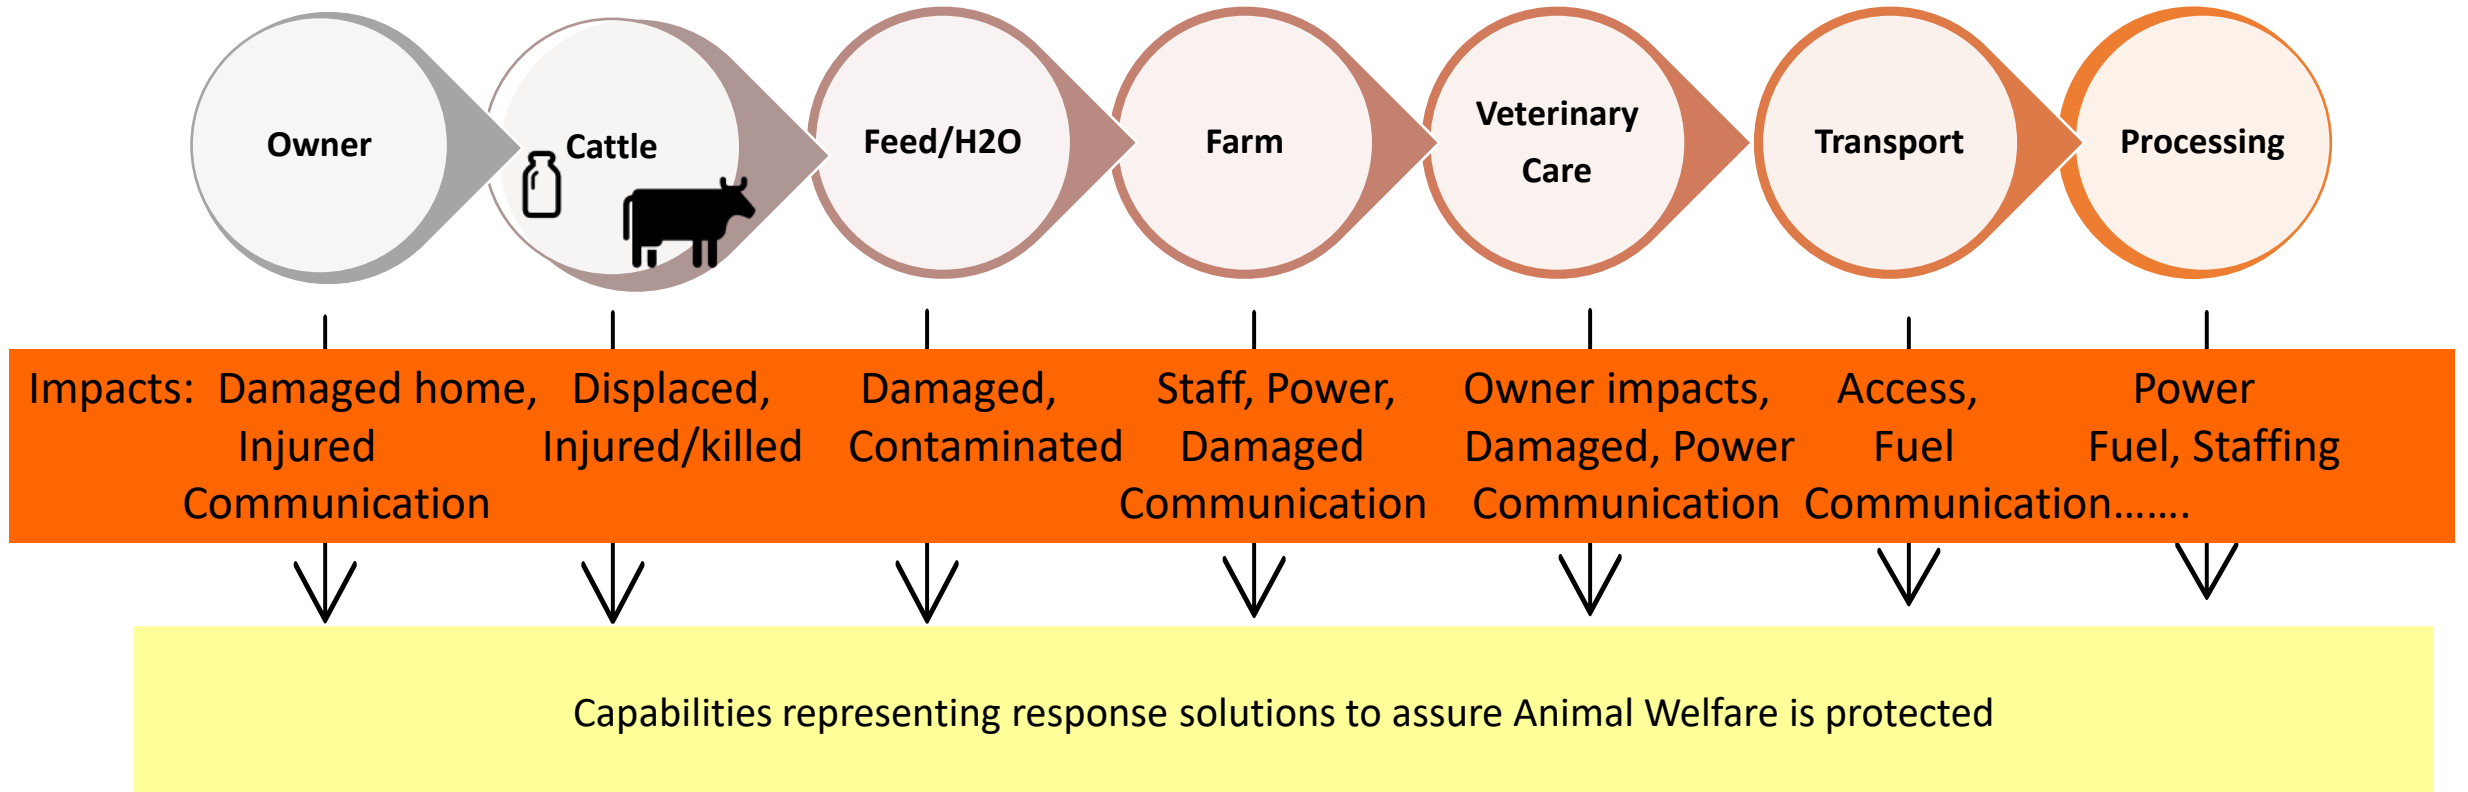 Owner
Cattle
Feed/H2O
Farm
Veterinary
Care
Transport
Processing
Impacts: Damaged home, Displaced, Damaged, Staff, Power, Owner impacts, Access, Power
Injured Injured/killed Contaminated Damaged Damaged, Power Fuel Fuel, Staffing
Communication Communication Communication Communication…….
Capabilities representing response solutions to assure Animal Welfare is protected